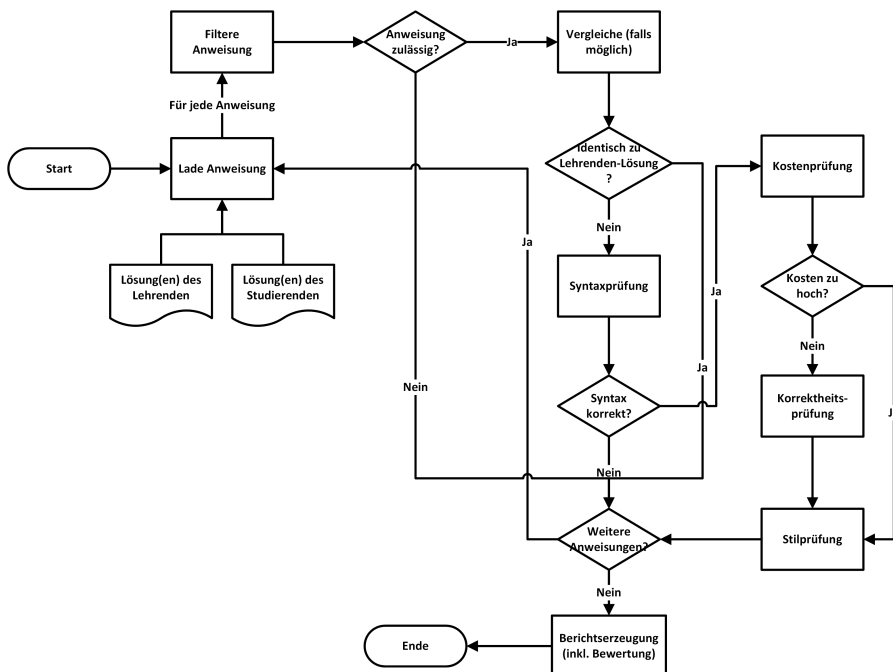 Filtere
Anweisung
Anweisung
zulässig?
Ja
Vergleiche (falls
möglich)
Für jede Anweisung
Start
Lade Anweisung
Identisch zu
Lehrenden-Lösung
?
Kostenprüfung
Nein
Ja
Lösung(en) des
Lehrenden
Lösung(en) des
Studierenden
Syntaxprüfung
Ja
Kosten zu
hoch?
Nein
Ja
Nein
Syntax
korrekt?
Korrektheits-
prüfung
J
Nein
Weitere
Anweisungen?
Stilprüfung
Nein
Ende
Berichtserzeugung
(inkl. Bewertung)